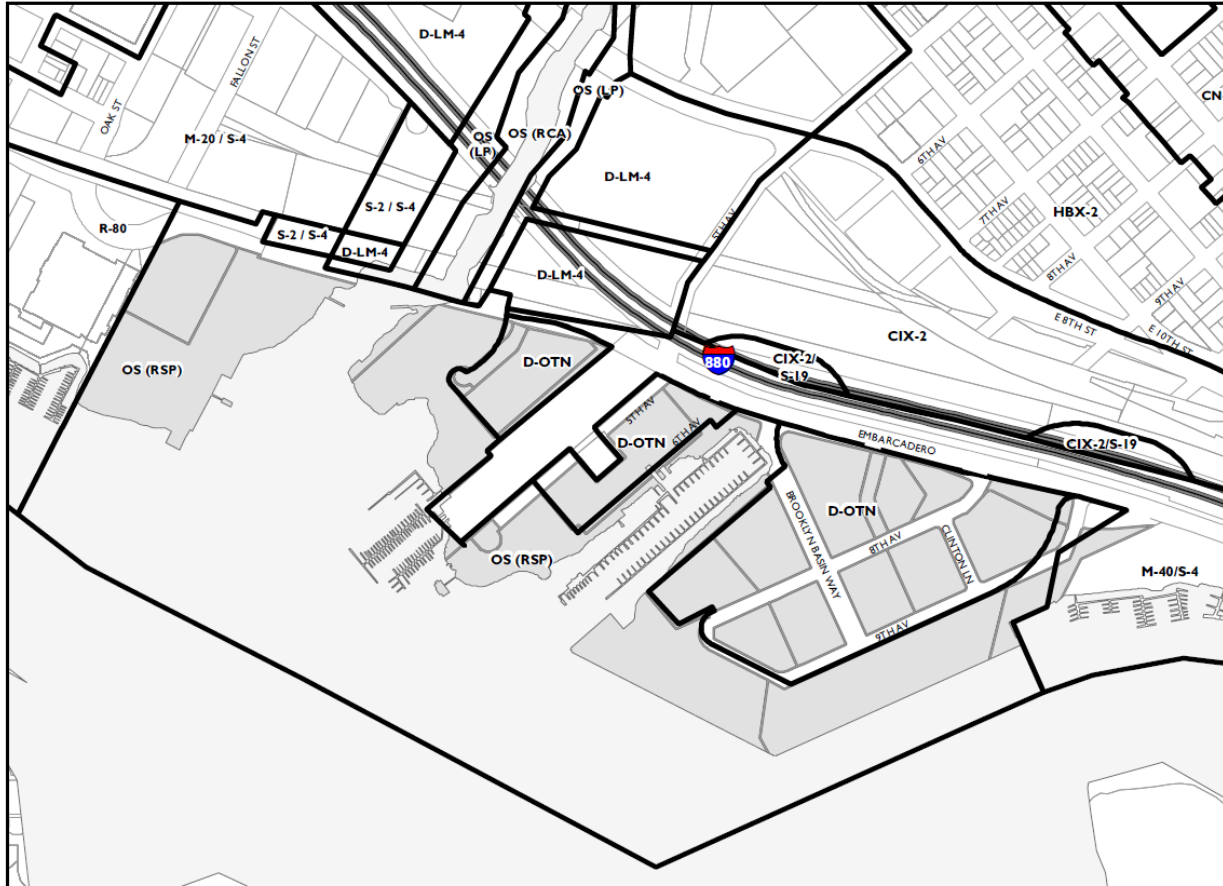 D-LM-4
FALLON ST
OAK ST
M-20 / S-4
OS
(LP)
OS (RCA)
OS (LP)
D-LM-4
CN
6TH AV
7TH AV
HBX-2
8TH AV
9TH AV
S-2 / S-4
R-80
S-2 / S-4
D-LM-4
5TH AV
D-LM-4
E 8TH ST
E 10TH ST
CIX-2
880
CIX-2/
S-19
OS (RSP)
D-OTN
5TH AV
D-OTN
6TH AV
EMBARCADERO
CIX-2/S-19
BROOKLYN BASIN WAY
D-OTN
8TH AV
CLINTON LN
OS (RSP)
M-40/S-4
9TH AV